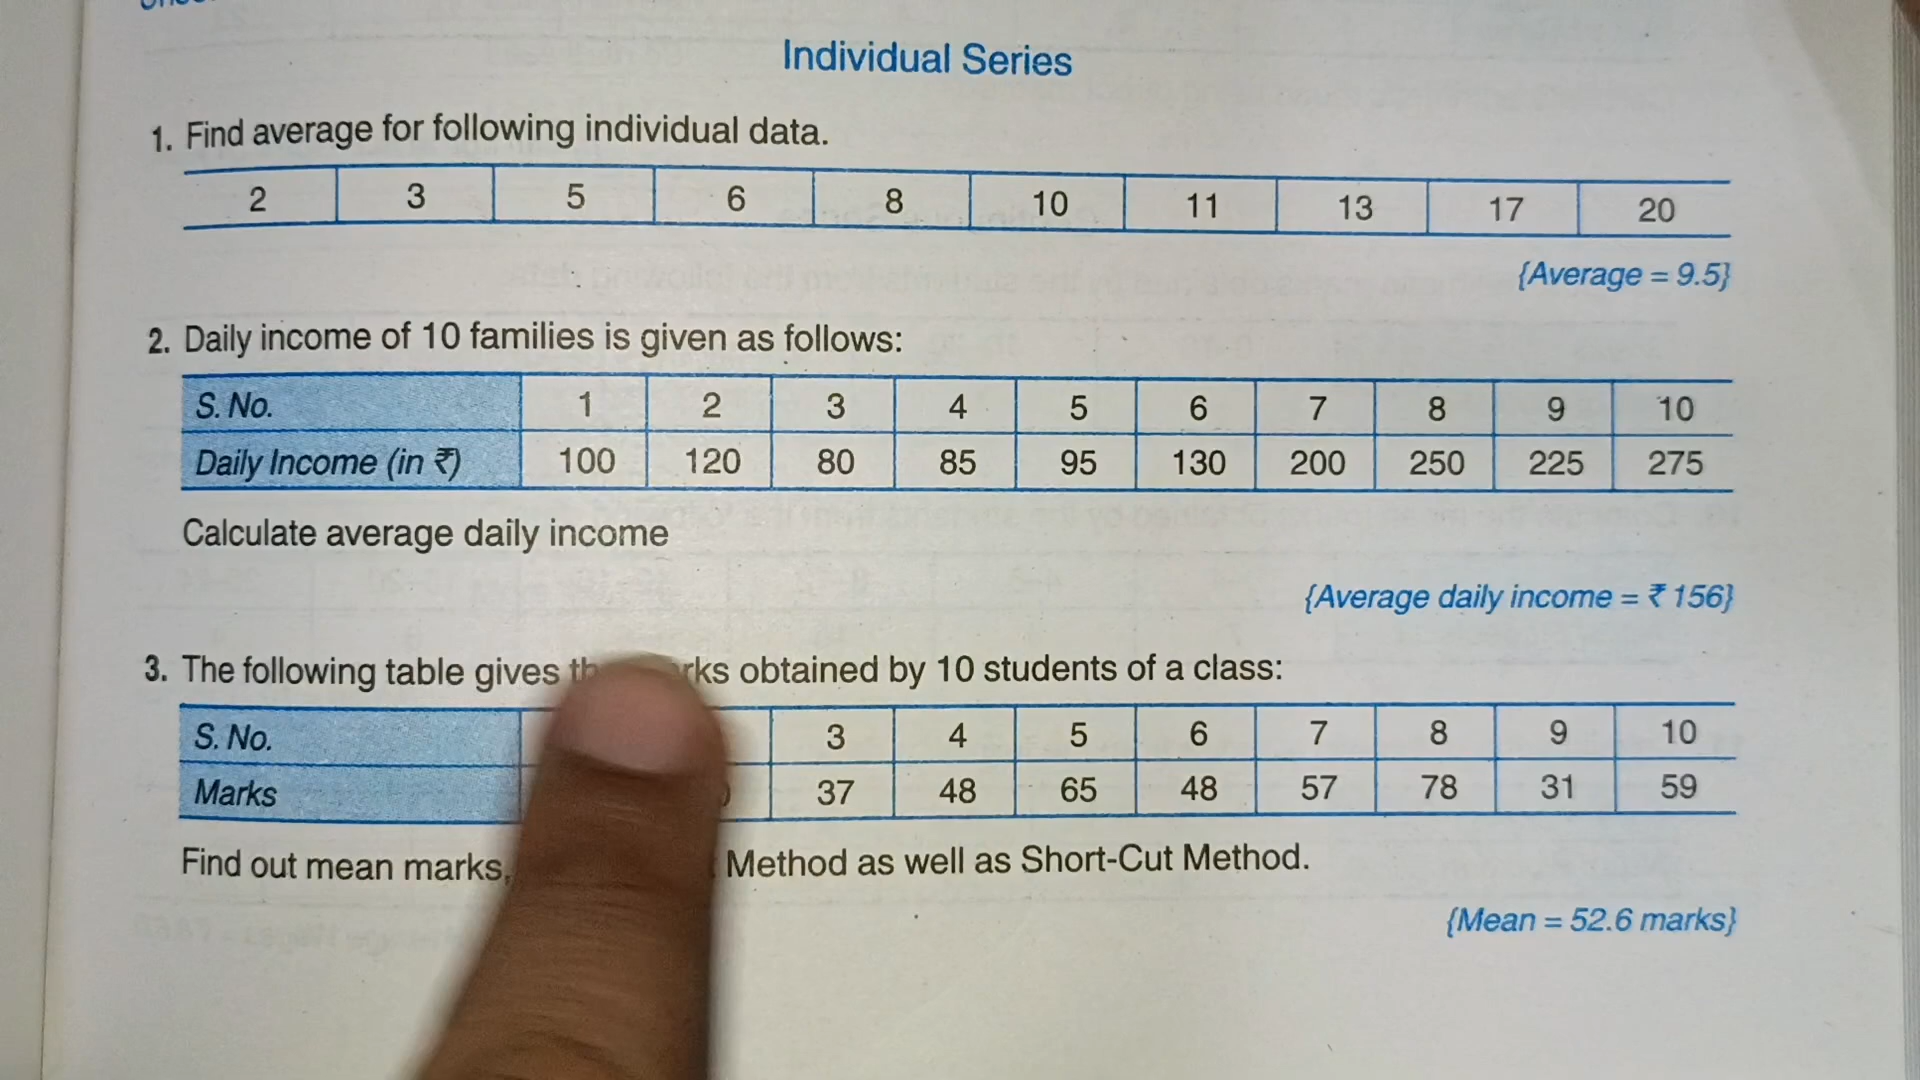 Individual Series
1. Find average for following individual data.
2 3 5 6 8 10 11 13 17 20
{Average = 9.5}
2. Daily income of 10 families is given as follows:
S. No. 1 2 3 4 5 6 7 8 9 10
Daily Income (in ₹) 100 120 80 85 95 130 200 250 225 275
Calculate average daily income
{Average daily income = ₹ 156}
3. The following table gives obtained by 10 students of a class:
S. No. 3 4 5 6 7 8 9 10
Marks 37 48 65 48 57 78 31 59
Find out mean marks, Method as well as Short-Cut Method.
{Mean = 52.6 marks}